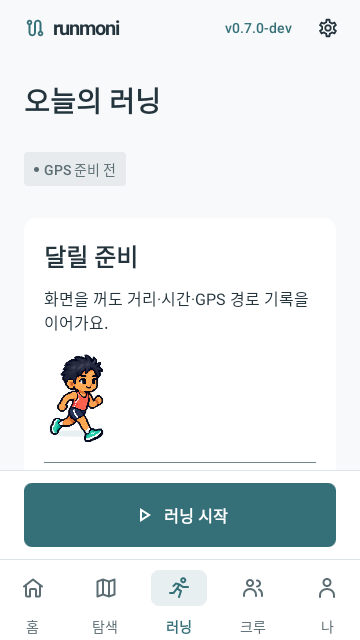 runmoni
v0.7.0-dev
오늘의 러닝
• GPS 준비 전
달릴 준비
화면을 꺼도 거리·시간·GPS 경로 기록을
이어가요.
러닝 시작
홈
탐색
러닝
크루
나